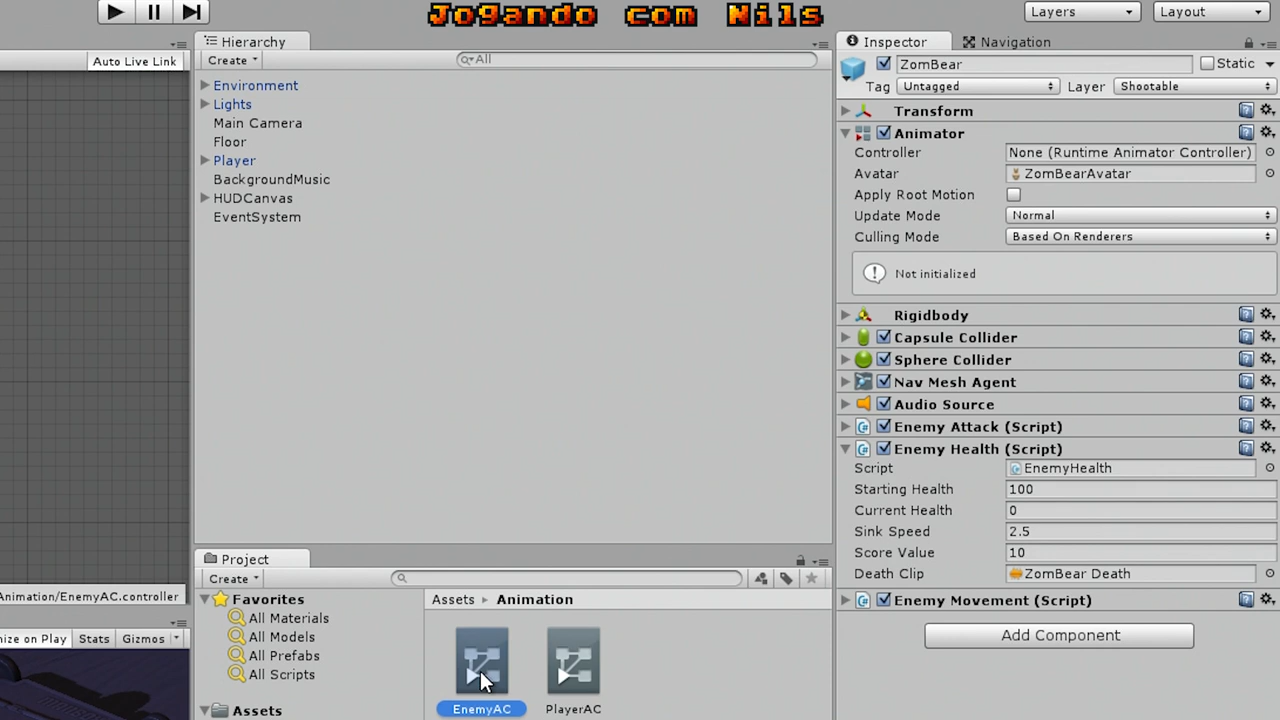 Jogando com Nils
Layers
Layout
Auto Live Link
Animation/EnemyAC.controller
ize on Play
Stats
Gizmos
Hierarchy
Create
All
Environment
Lights
Main Camera
Floor
Player
BackgroundMusic
HUDCanvas
EventSystem
Project
Create
Favorites
All Materials
All Models
All Prefabs
All Scripts
Assets
Assets Animation
EnemyAC
PlayerAC
Inspector
Navigation
ZomBear
Static
Tag Untagged
Layer Shootable
Transform
Animator
Controller None (Runtime Animator Controller)
Avatar ZomBearAvatar
Apply Root Motion
Update Mode Normal
Culling Mode Based On Renderers
Not initialized
Rigidbody
Capsule Collider
Sphere Collider
Nav Mesh Agent
Audio Source
Enemy Attack (Script)
Enemy Health (Script)
Script EnemyHealth
Starting Health 100
Current Health 0
Sink Speed 2.5
Score Value 10
Death Clip ZomBear Death
Enemy Movement (Script)
Add Component